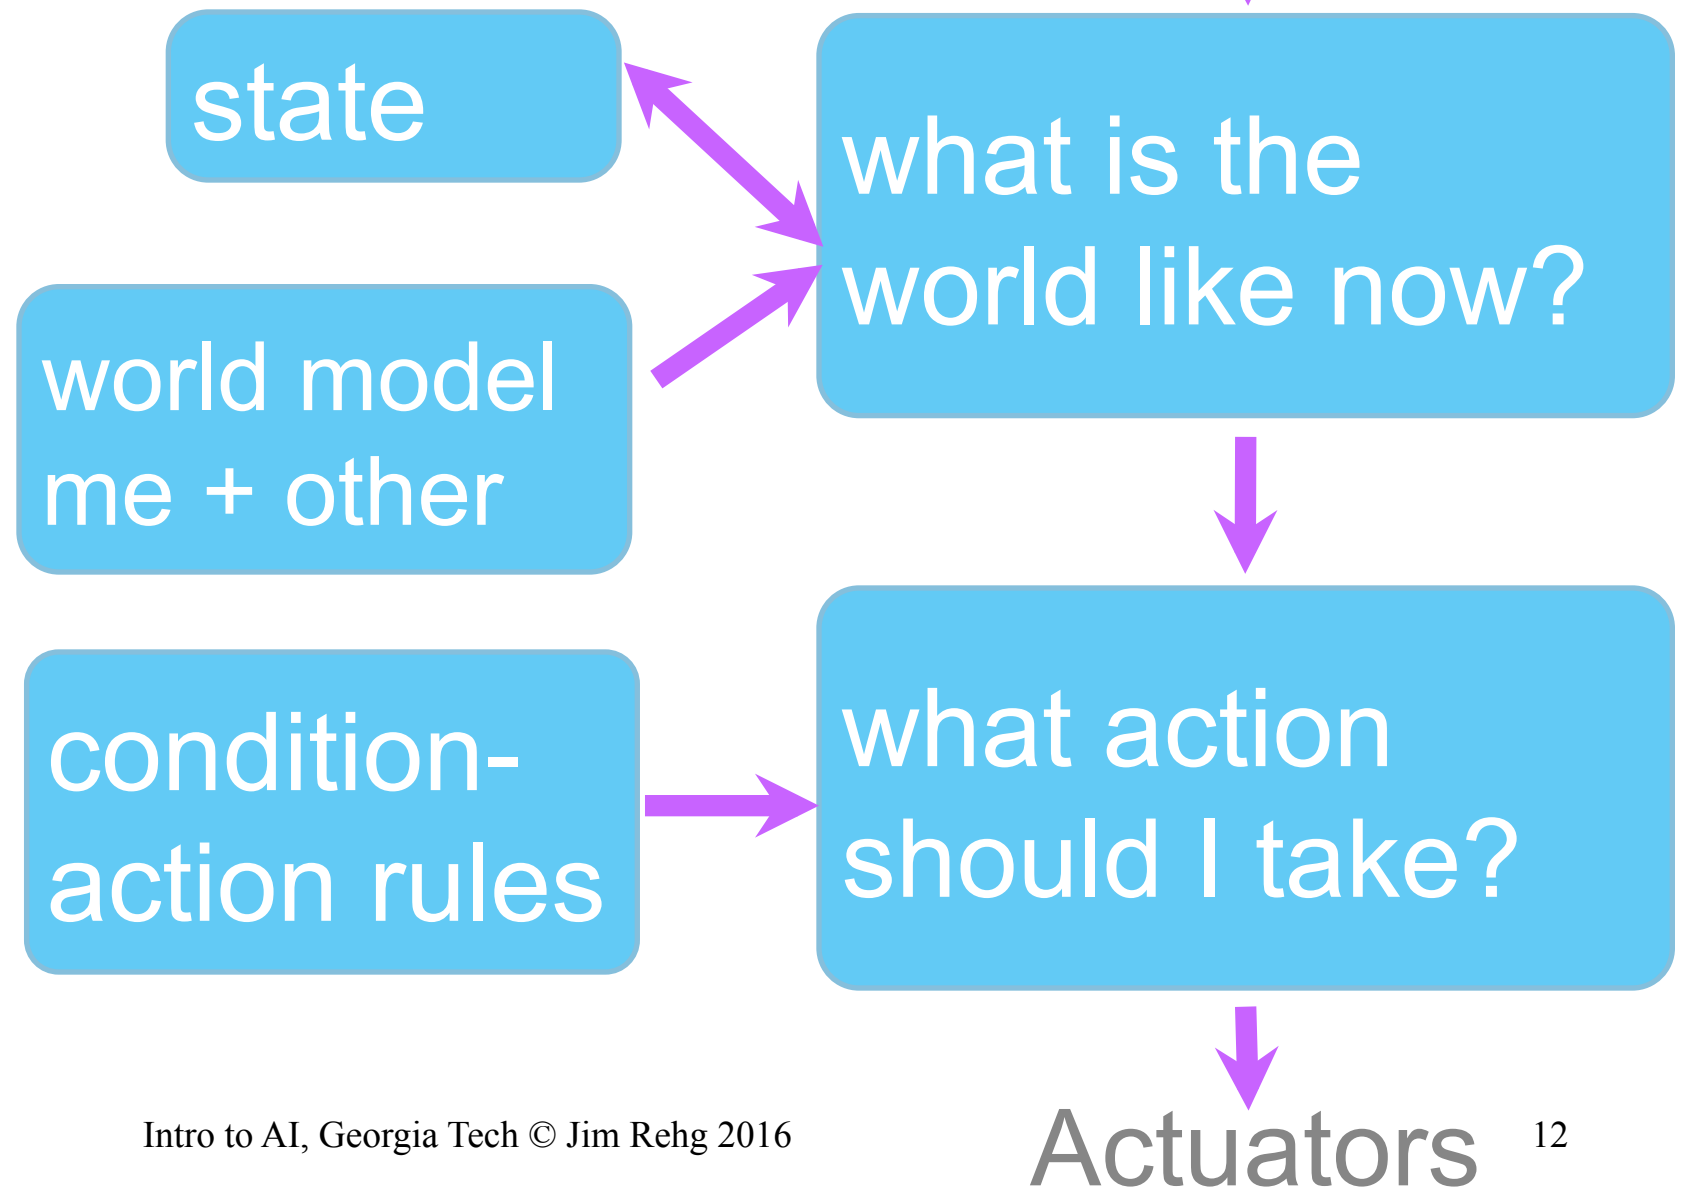 state
what is the
world like now?
world model
me + other
condition-
action rules
what action
should I take?
Intro to AI, Georgia Tech © Jim Rehg 2016
Actuators
12